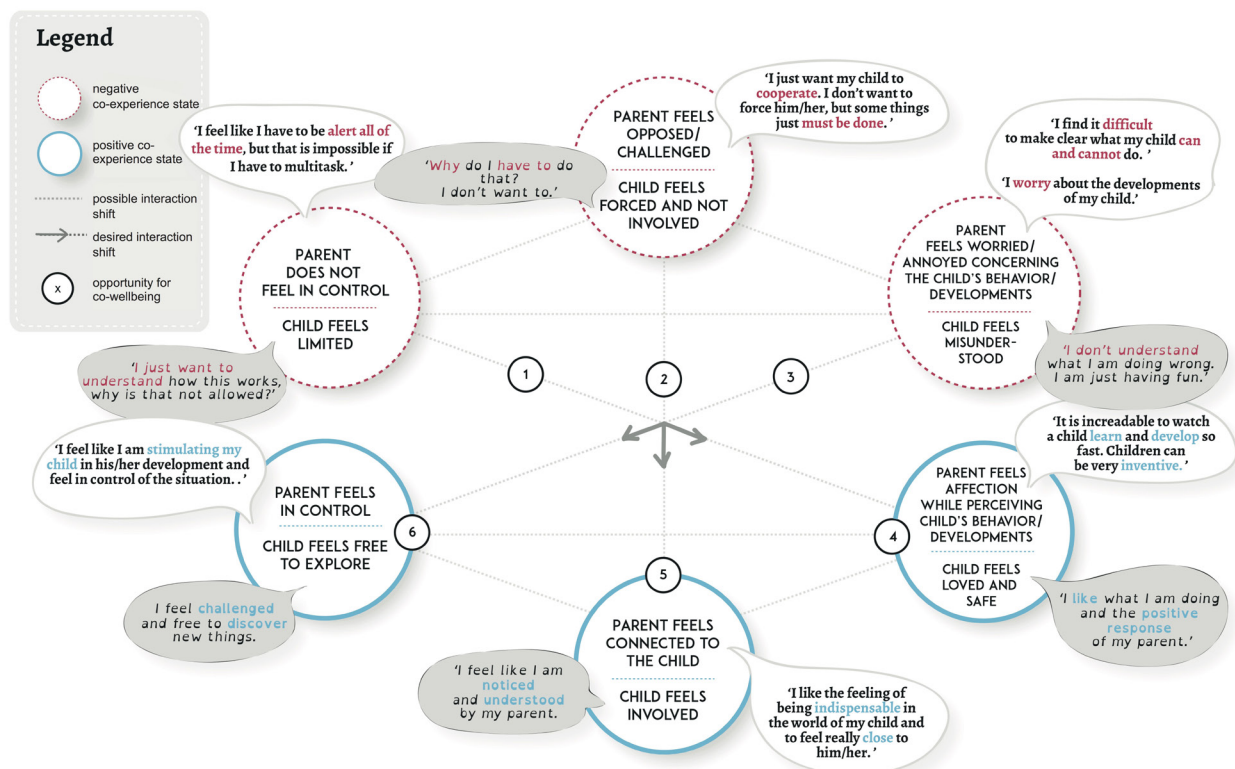 Legend
negative
co-experience state
positive co-
experience state
possible interaction
shift
desired interaction
shift
x
opportunity for
co-wellbeing
'I feel like I have to be alert all of
the time, but that is impossible if
I have to multitask.'
PARENT
DOES NOT
FEEL IN CONTROL
CHILD FEELS
LIMITED
'I just want to
understand how this works,
why is that not allowed?'
'Why do I have to do
that?
I don't want to.'
PARENT FEELS
OPPOSED/
CHALLENGED
CHILD FEELS
FORCED AND NOT
INVOLVED
'I just want my child to
cooperate. I don't want to
force him/her, but some things
just must be done. '
'I find it difficult
to make clear what my child can
and cannot do. '
'I worry about the developments
of my child.'
PARENT
FEELS WORRIED/
ANNOYED CONCERNING
THE CHILD'S BEHAVIOR/
DEVELOPMENTS
CHILD FEELS
MISUNDER-
STOOD
'I don't understand
what I am doing wrong.
I am just having fun.'
1
2
3
'I feel like I am stimulating my
child in his/her development and
feel in control of the situation. . '
PARENT FEELS
IN CONTROL
CHILD FEELS FREE
TO EXPLORE
6
I feel challenged
and free to discover
new things.
5
PARENT FEELS
CONNECTED TO
THE CHILD
CHILD FEELS
INVOLVED
'I feel like I am
noticed
and understood
by my parent.
'I like the feeling of
being indispensable in
the world of my child and
to feel really close to
him/her. '
4
PARENT FEELS
AFFECTION
WHILE PERCEIVING
CHILD'S BEHAVIOR/
DEVELOPMENTS
CHILD FEELS
LOVED AND
SAFE
'It is increadable to watch
a child learn and develop so
fast. Children can
be very inventive. '
'I like what I am doing
and the positive
response
of my parent.'